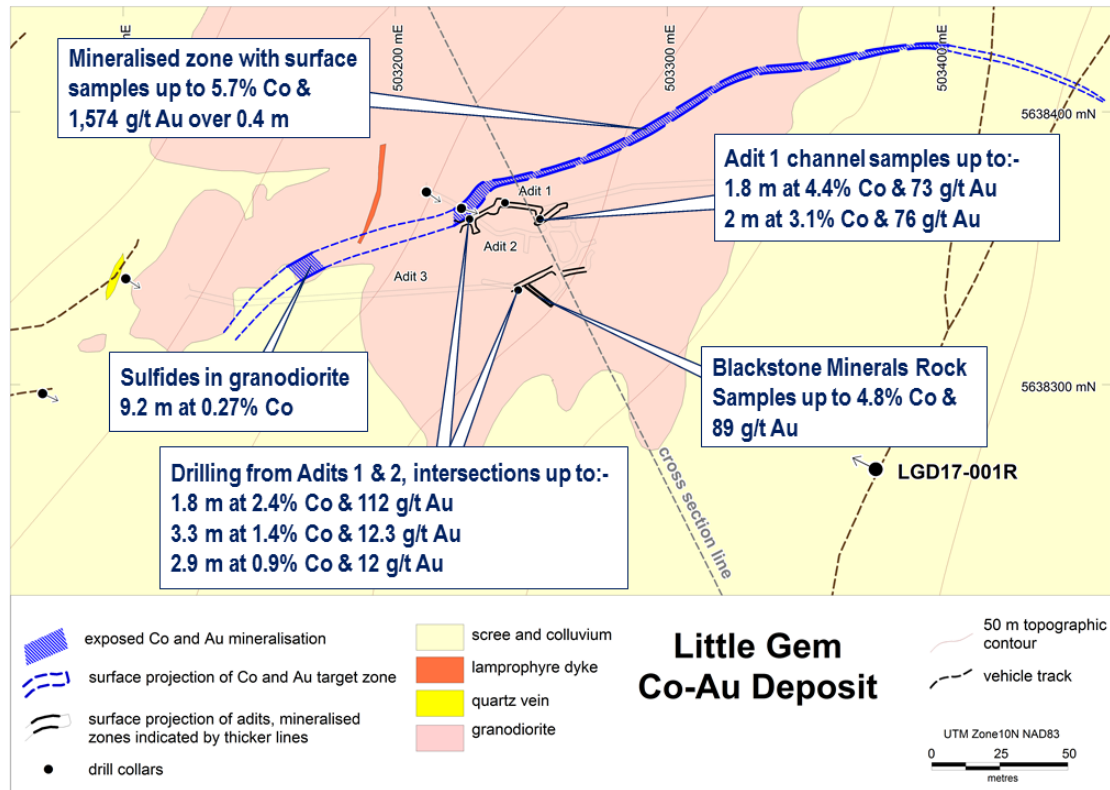 503200 mE
503300 mE
503400 mE
Mineralised zone with surface
samples up to 5.7% Co &
1,574 g/t Au over 0.4 m
5638400 mN
Adit 1 channel samples up to:-
1.8 m at 4.4% Co & 73 g/t Au
2 m at 3.1% Co & 76 g/t Au
Adit 1
Adit 2
Adit 3
Sulfides in granodiorite
9.2 m at 0.27% Co
Blackstone Minerals Rock
Samples up to 4.8% Co &
89 g/t Au
5638300 mN
Drilling from Adits 1 & 2, intersections up to:-
1.8 m at 2.4% Co & 112 g/t Au
3.3 m at 1.4% Co & 12.3 g/t Au
2.9 m at 0.9% Co & 12 g/t Au
cross section line
LGD17-001R
exposed Co and Au mineralisation
surface projection of Co and Au target zone
surface projection of adits, mineralised
zones indicated by thicker lines
drill collars
scree and colluvium
lamprophyre dyke
quartz vein
granodiorite
Little Gem
Co-Au Deposit
50 m topographic
contour
vehicle track
UTM Zone10N NAD83
0 25 50
metres